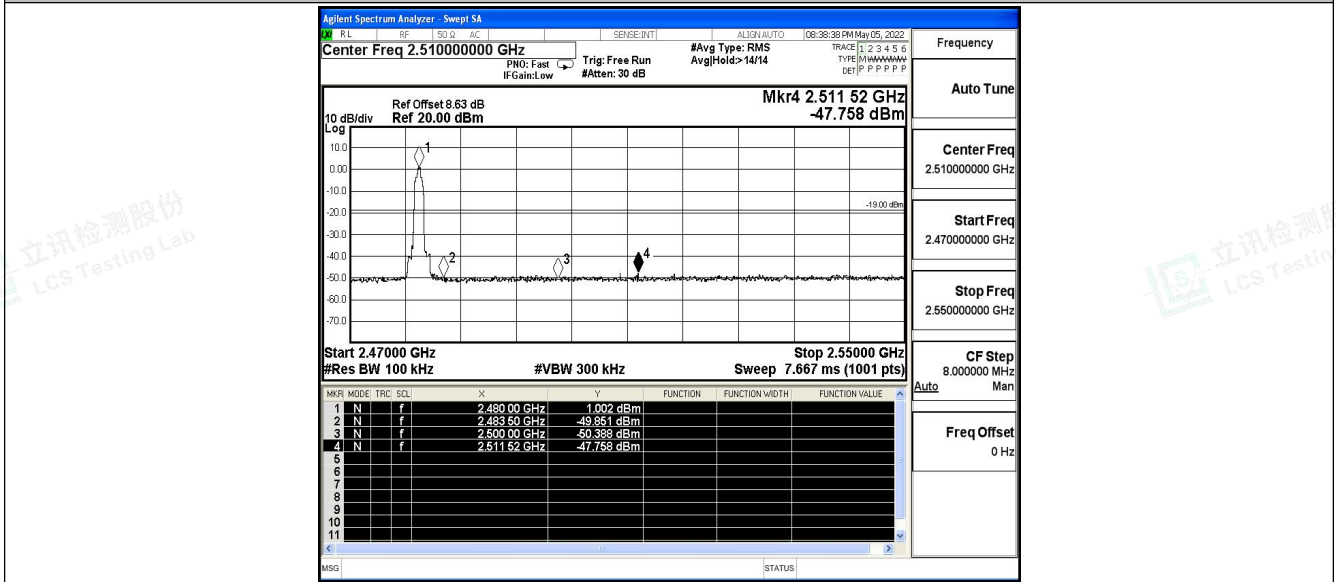 Agilent Spectrum Analyzer - Swept SA
LXI RL RF 50 Ω AC SENSE:INT ALIGN AUTO 08:38:38 PM May 05, 2022
Center Freq 2.510000000 GHz
PNO: Fast
IFGain:Low
Trig: Free Run
#Atten: 30 dB
#Avg Type: RMS
Avg|Hold:> 14/14
TRACE 1 2 3 4 5 6
TYPE MWWWWW
DET P P P P P P
Frequency
Auto Tune
Center Freq
2.510000000 GHz
Start Freq
2.470000000 GHz
Stop Freq
2.550000000 GHz
CF Step
8.000000 MHz
Auto Man
Freq Offset
0 Hz
Mkr4 2.511 52 GHz
-47.758 dBm
Ref Offset 8.63 dB
10 dB/div Ref 20.00 dBm
Log
10.0
0.00
-10.0
-20.0
-30.0
-40.0
-50.0
-60.0
-70.0
1
2
3
4
-19.00 dBm
Start 2.47000 GHz Stop 2.55000 GHz
#Res BW 100 kHz #VBW 300 kHz Sweep 7.667 ms (1001 pts)
MKR MODE TRC SCL X Y FUNCTION FUNCTION WIDTH FUNCTION VALUE
1 N f 2.480 00 GHz 1.002 dBm
2 N f 2.483 50 GHz -49.851 dBm
3 N f 2.500 00 GHz -50.388 dBm
4 N f 2.511 52 GHz -47.758 dBm
5
6
7
8
9
10
11
MSG STATUS
立讯检测股份
LCS Testing Lab
立讯检测股
LCS Testin